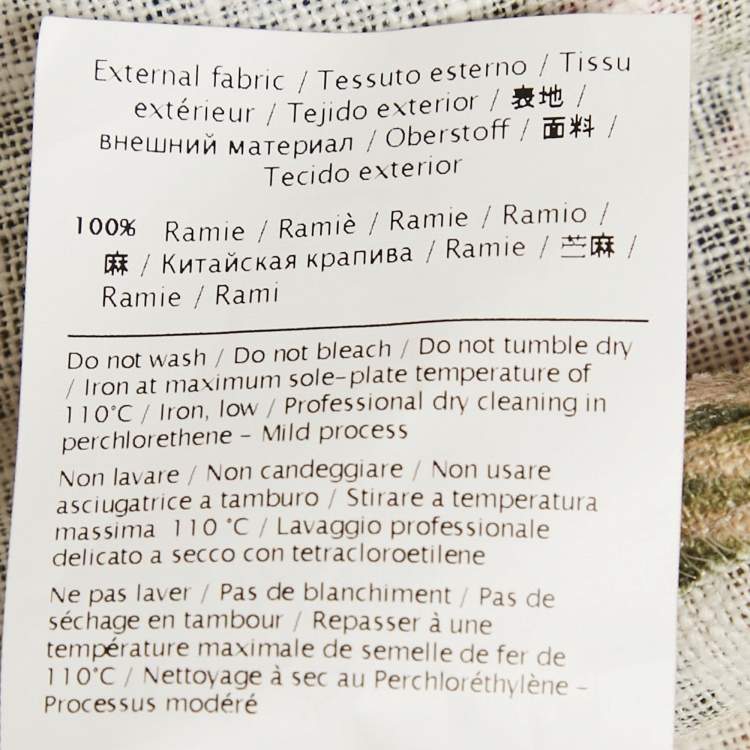 External fabric / Tessuto esterno / Tissu
extérieur / Tejido exterior / 表地 /
внешний материал / Oberstoff / 面料 /
Tecido exterior
100% Ramie / Ramiè / Ramie / Ramio /
麻 / Китайская крапива / Ramie / 苎麻 /
Ramie / Rami
Do not wash / Do not bleach / Do not tumble dry
/ Iron at maximum sole-plate temperature of
110°C / Iron, low / Professional dry cleaning in
perchlorethene - Mild process
Non lavare / Non candeggiare / Non usare
asciugatrice a tamburo / Stirare a temperatura
massima 110 °C / Lavaggio professionale
delicato a secco con tetracloroetilene
Ne pas laver / Pas de blanchiment / Pas de
séchage en tambour / Repasser à une
température maximale de semelle de fer de
110°C / Nettoyage à sec au Perchloréthylène -
Processus modéré